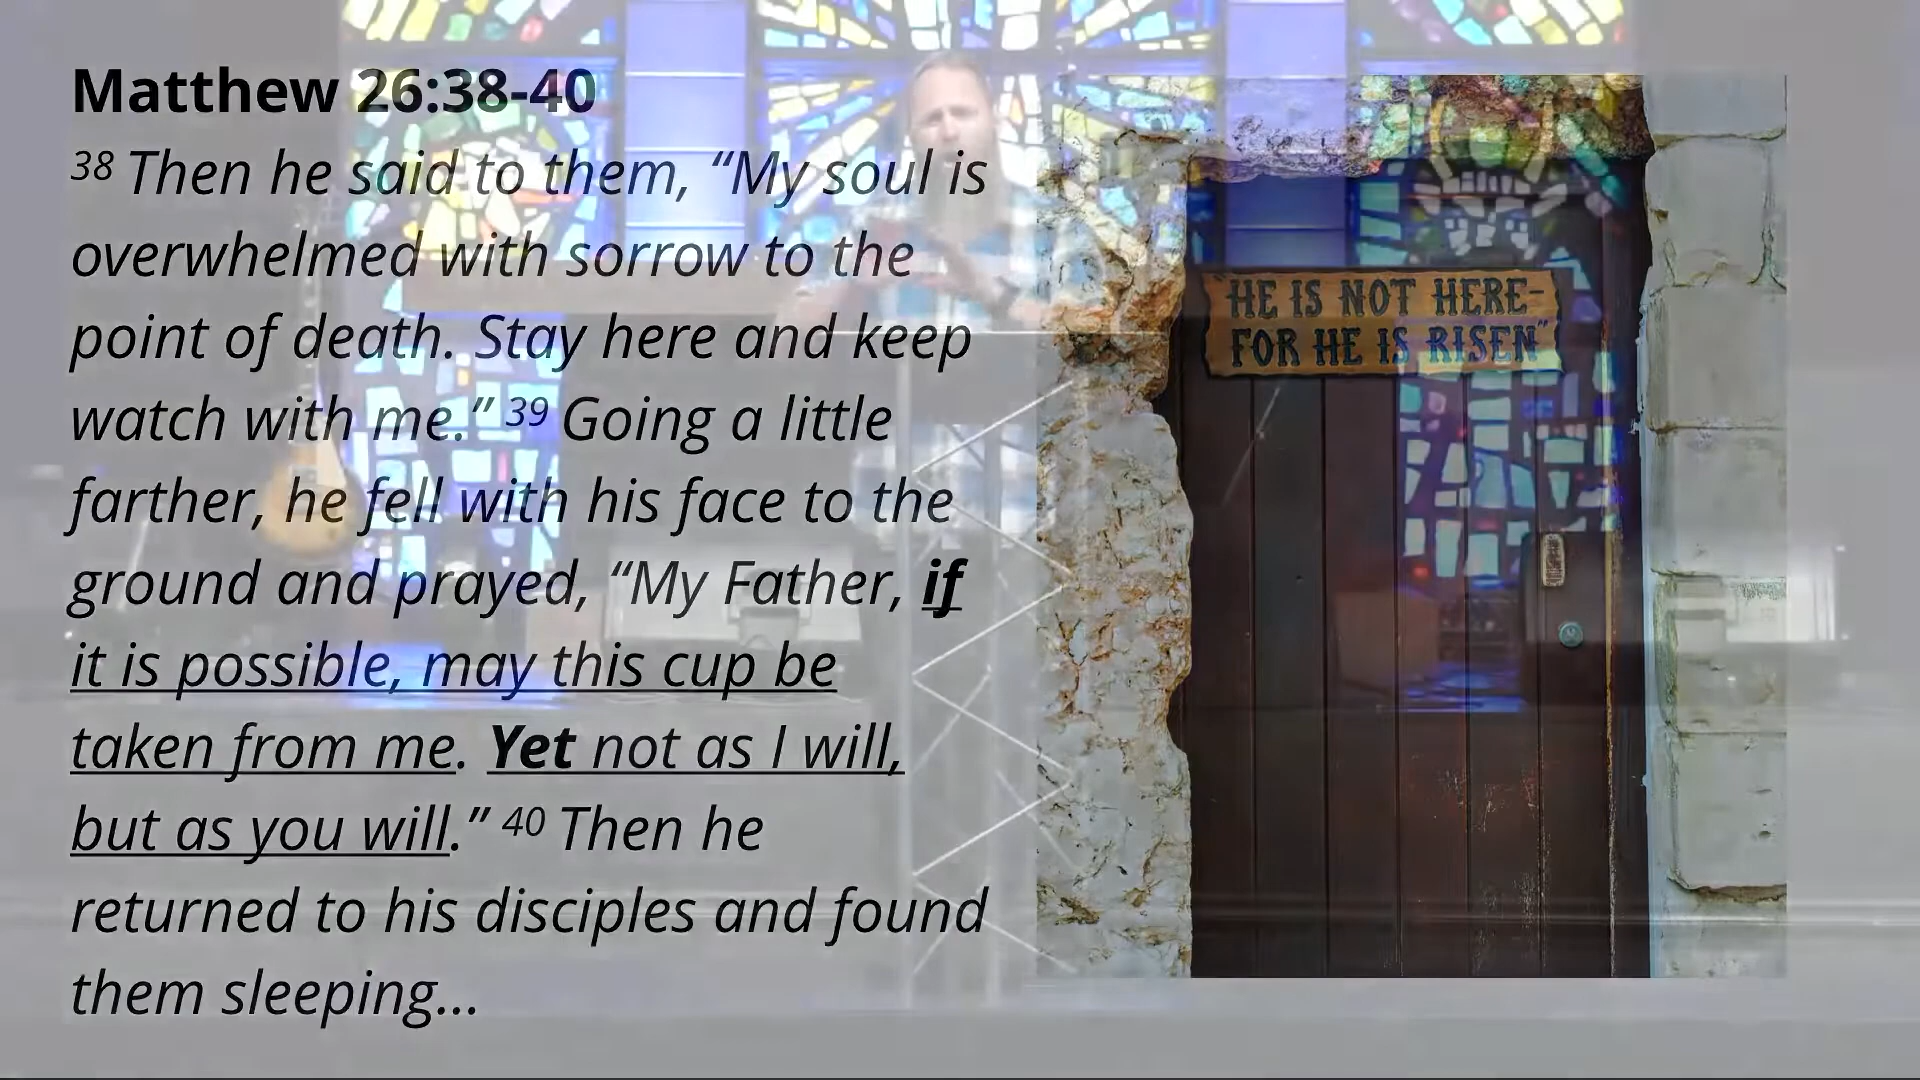 Matthew 26:38-40
38 Then he said to them, “My soul is
overwhelmed with sorrow to the
point of death. Stay here and keep
watch with me.” 39 Going a little
farther, he fell with his face to the
ground and prayed, “My Father, if
it is possible, may this cup be
taken from me. Yet not as I will,
but as you will.” 40 Then he
returned to his disciples and found
them sleeping...
"HE IS NOT HERE-
FOR HE IS RISEN"